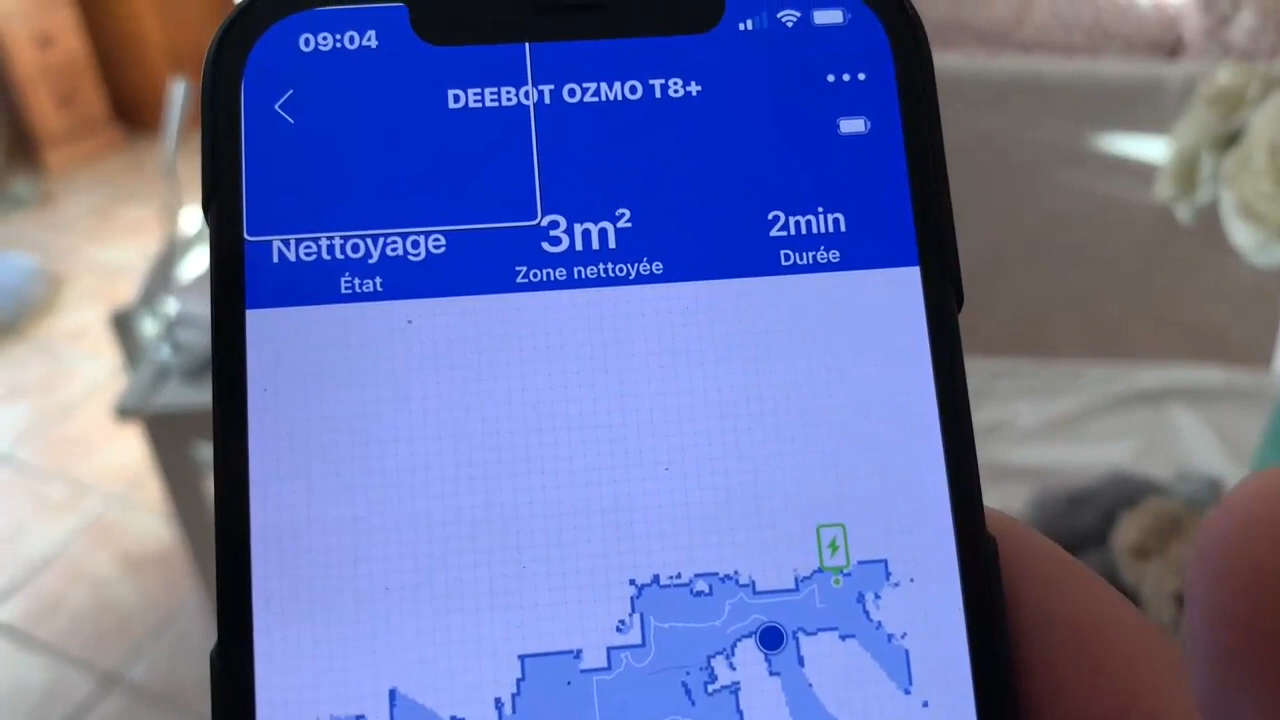 09:04
DEEBOT OZMO T8+
Nettoyage
État
3m²
Zone nettoyée
2min
Durée